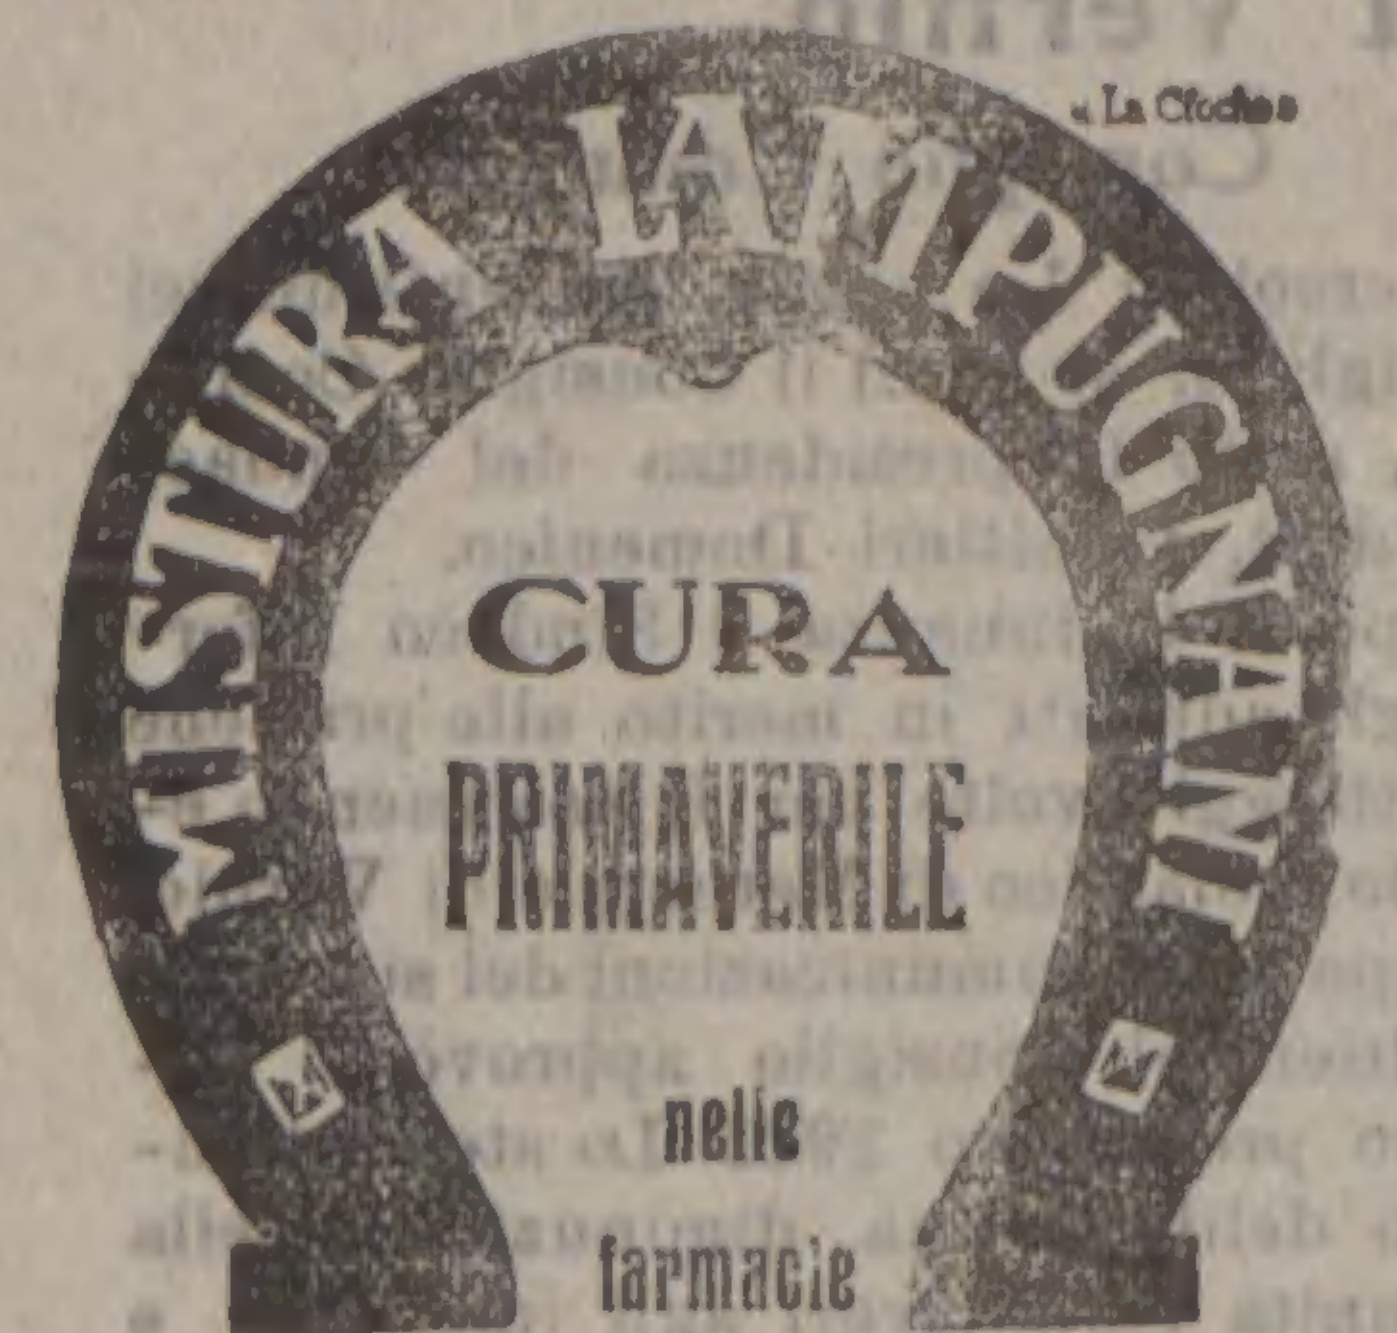 « La Cloche »
MISTURA LAMPUGNANI
CURA
PRIMAVERILE
nelle
farmacie